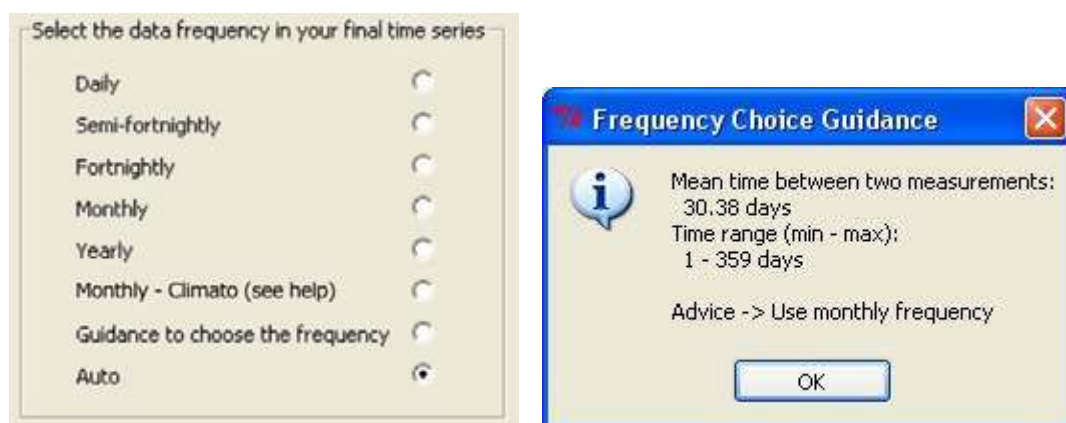 Select the data frequency in your final time series
Daily
Semi-fortnightly
Fortnightly
Monthly
Yearly
Monthly - Climato (see help)
Guidance to choose the frequency
Auto
Frequency Choice Guidance
Mean time between two measurements:
30.38 days
Time range (min - max):
1 - 359 days
Advice -> Use monthly frequency
OK